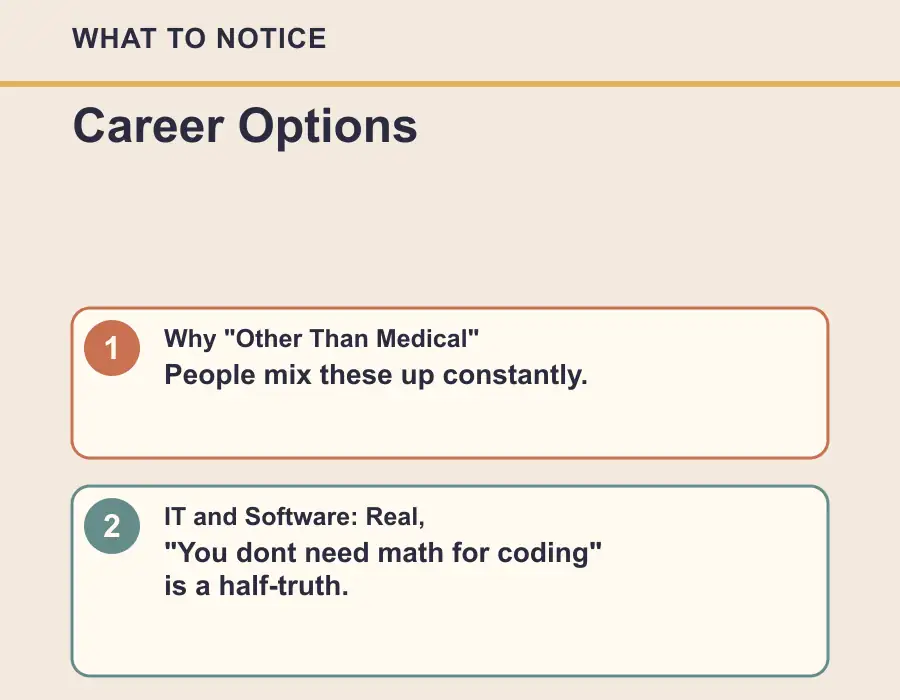 WHAT TO NOTICE
Career Options
1
Why "Other Than Medical"
People mix these up constantly.
2
IT and Software: Real,
"You dont need math for coding"
is a half-truth.